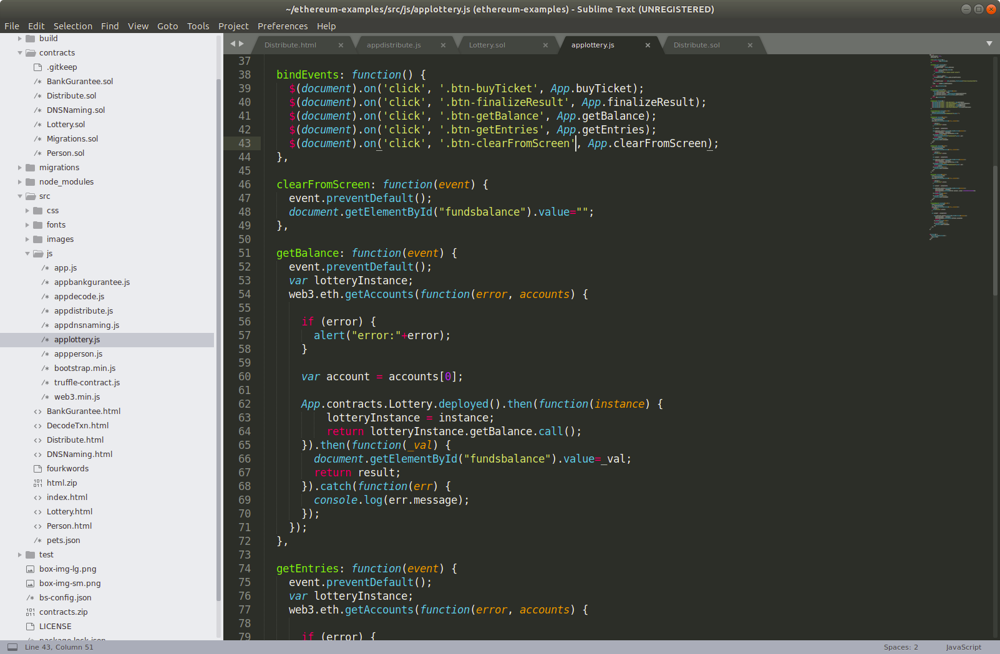 ~/ethereum-examples/src/js/applottery.js (ethereum-examples) - Sublime Text (UNREGISTERED)
File Edit Selection Find View Goto Tools Project Preferences Help
build
contracts
.gitkeep
/* BankGurantee.sol
/* Distribute.sol
/* DNSNaming.sol
/* Lottery.sol
/* Migrations.sol
/* Person.sol
migrations
node_modules
src
css
fonts
images
js
/* app.js
/* appbankgurantee.js
/* appdecode.js
/* appdistribute.js
/* appdnsnaming.js
/* applottery.js
/* appperson.js
/* bootstrap.min.js
/* truffle-contract.js
/* web3.min.js
<> BankGurantee.html
<> DecodeTxn.html
<> Distribute.html
<> DNSNaming.html
fourkwords
html.zip
<> index.html
<> Lottery.html
<> Person.html
/* pets.json
test
box-img-lg.png
box-img-sm.png
/* bs-config.json
contracts.zip
LICENSE
/* package-lock.json
Distribute.html × appdistribute.js × Lottery.sol × applottery.js × Distribute.sol ×
37
38 bindEvents: function() {
39 $(document).on('click', '.btn-buyTicket', App.buyTicket);
40 $(document).on('click', '.btn-finalizeResult', App.finalizeResult);
41 $(document).on('click', '.btn-getBalance', App.getBalance);
42 $(document).on('click', '.btn-getEntries', App.getEntries);
43 $(document).on('click', '.btn-clearFromScreen', App.clearFromScreen);
44 },
45
46 clearFromScreen: function(event) {
47 event.preventDefault();
48 document.getElementById("fundsbalance").value="";
49 },
50
51 getBalance: function(event) {
52 event.preventDefault();
53 var lotteryInstance;
54 web3.eth.getAccounts(function(error, accounts) {
55
56 if (error) {
57 alert("error:"+error);
58 }
59
60 var account = accounts[0];
61
62 App.contracts.Lottery.deployed().then(function(instance) {
63 lotteryInstance = instance;
64 return lotteryInstance.getBalance.call();
65 }).then(function(_val) {
66 document.getElementById("fundsbalance").value=_val;
67 return result;
68 }).catch(function(err) {
69 console.log(err.message);
70 });
71 });
72 },
73
74 getEntries: function(event) {
75 event.preventDefault();
76 var lotteryInstance;
77 web3.eth.getAccounts(function(error, accounts) {
78
79 if (error) {
Line 43, Column 51
Spaces: 2
JavaScript